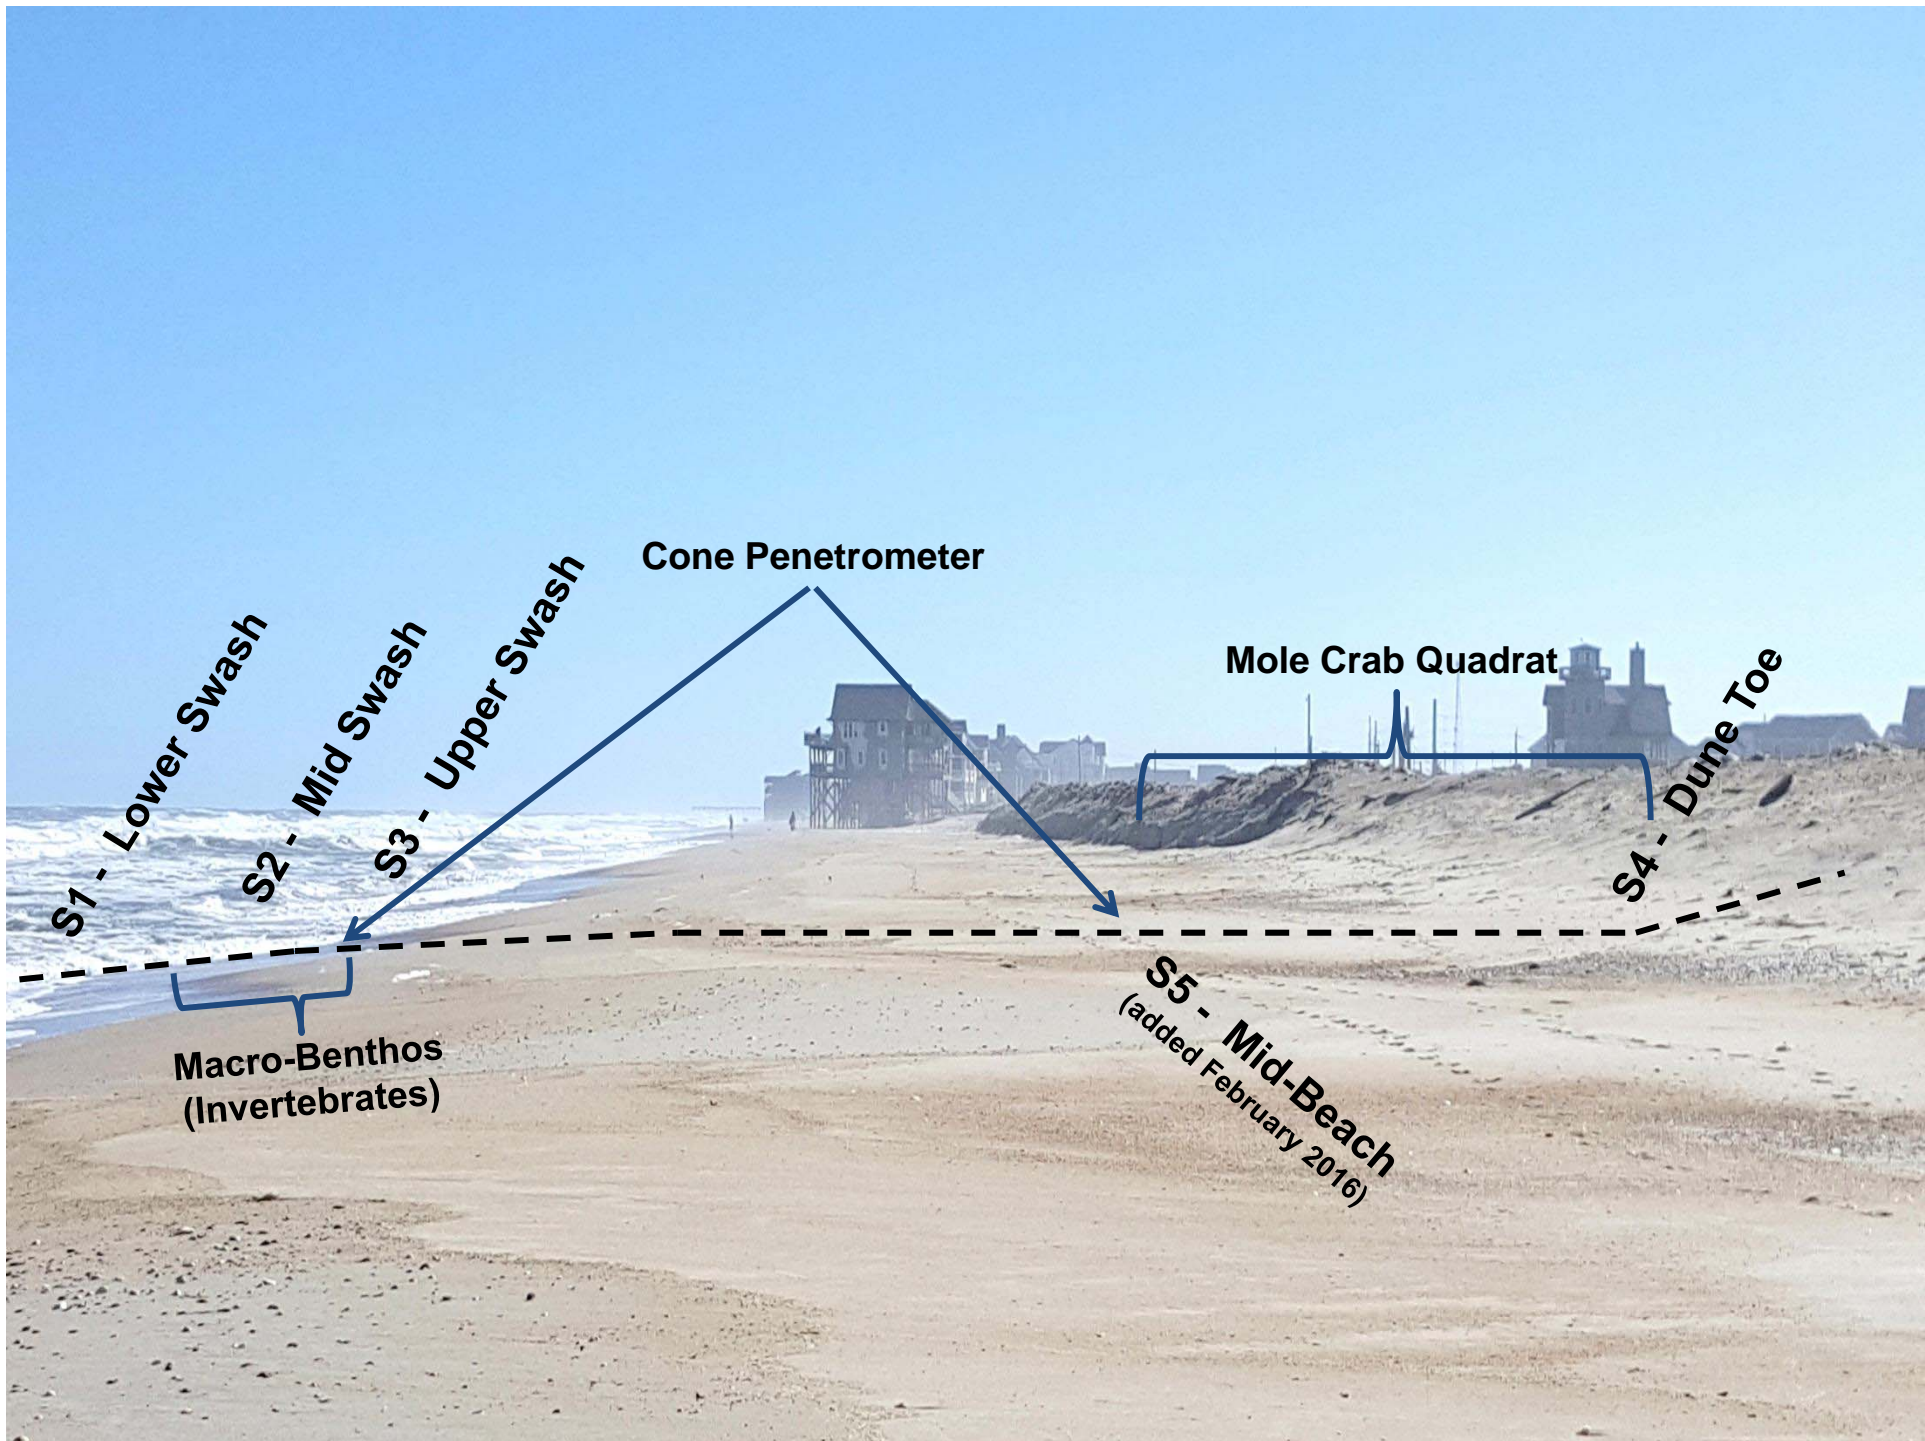 Cone Penetrometer
Mole Crab Quadrat
S1 - Lower Swash
S2 - Mid Swash
S3 - Upper Swash
S4 - Dune Toe
S5 - Mid-Beach
(added February 2016)
Macro-Benthos
(Invertebrates)